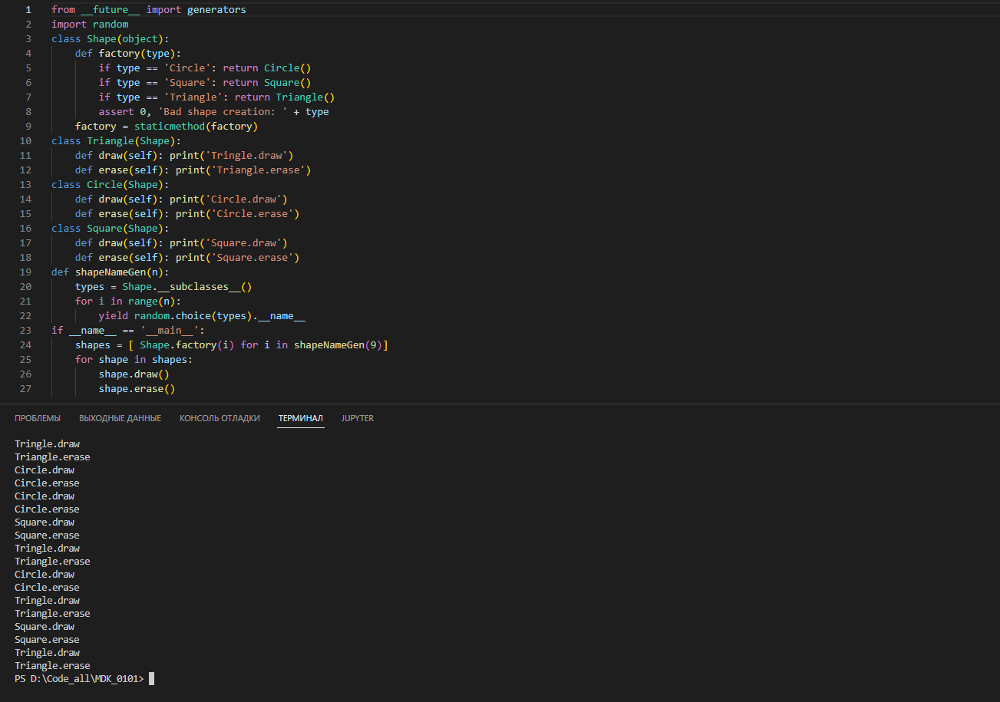 1 from __future__ import generators
2 import random
3 class Shape(object):
4     def factory(type):
5         if type == 'Circle': return Circle()
6         if type == 'Square': return Square()
7         if type == 'Triangle': return Triangle()
8         assert 0, 'Bad shape creation: ' + type
9     factory = staticmethod(factory)
10 class Triangle(Shape):
11     def draw(self): print('Tringle.draw')
12     def erase(self): print('Triangle.erase')
13 class Circle(Shape):
14     def draw(self): print('Circle.draw')
15     def erase(self): print('Circle.erase')
16 class Square(Shape):
17     def draw(self): print('Square.draw')
18     def erase(self): print('Square.erase')
19 def shapeNameGen(n):
20     types = Shape.__subclasses__()
21     for i in range(n):
22         yield random.choice(types).__name__
23 if __name__ == '__main__':
24     shapes = [ Shape.factory(i) for i in shapeNameGen(9)]
25     for shape in shapes:
26         shape.draw()
27         shape.erase()
ПРОБЛЕМЫ ВЫХОДНЫЕ ДАННЫЕ КОНСОЛЬ ОТЛАДКИ ТЕРМИНАЛ JUPYTER
Tringle.draw
Triangle.erase
Circle.draw
Circle.erase
Circle.draw
Circle.erase
Square.draw
Square.erase
Tringle.draw
Triangle.erase
Circle.draw
Circle.erase
Tringle.draw
Triangle.erase
Square.draw
Square.erase
Tringle.draw
Triangle.erase
PS D:\Code_all\MDK_0101>